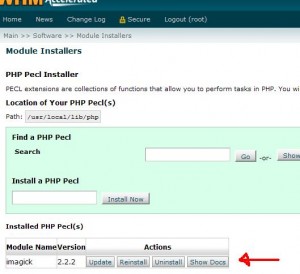 WHM Accelerated
Home News Change Log Secure Logout (root)
Main >> Software >> Module Installers
Module Installers
PHP Pecl Installer
PECL extensions are collections of functions that allow you to perform tasks in PHP. You wi
Location of Your PHP Pecl(s)
Path: /usr/local/lib/php
Find a PHP Pecl
Search Go -or- Show
Install a PHP Pecl
Install Now
Installed PHP Pecl(s)
Module Name Version Actions
imagick 2.2.2 Update Reinstall Uninstall Show Docs